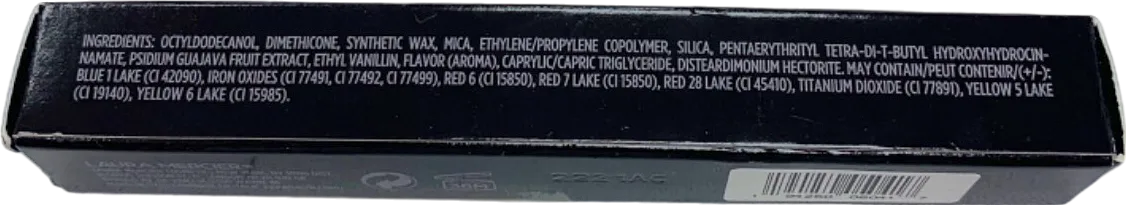 INGREDIENTS: OCTYLDODECANOL, DIMETHICONE, SYNTHETIC WAX, MICA, ETHYLENE/PROPYLENE COPOLYMER, SILICA, PENTAERYTHRITYL TETRA-DI-T-BUTYL HYDROXYHYDROCIN-
NAMATE, PSIDIUM GUAJAVA FRUIT EXTRACT, ETHYL VANILLIN, FLAVOR (AROMA), CAPRYLIC/CAPRIC TRIGLYCERIDE, DISTEARDIMONIUM HECTORITE. MAY CONTAIN/PEUT CONTENIR/(+/-):
BLUE 1 LAKE (CI 42090), IRON OXIDES (CI 77491, CI 77492, CI 77499), RED 6 (CI 15850), RED 7 LAKE (CI 15850), RED 28 LAKE (CI 45410), TITANIUM DIOXIDE (CI 77891), YELLOW 5 LAKE
(CI 19140), YELLOW 6 LAKE (CI 15985).
LAURA MERCIER
36M